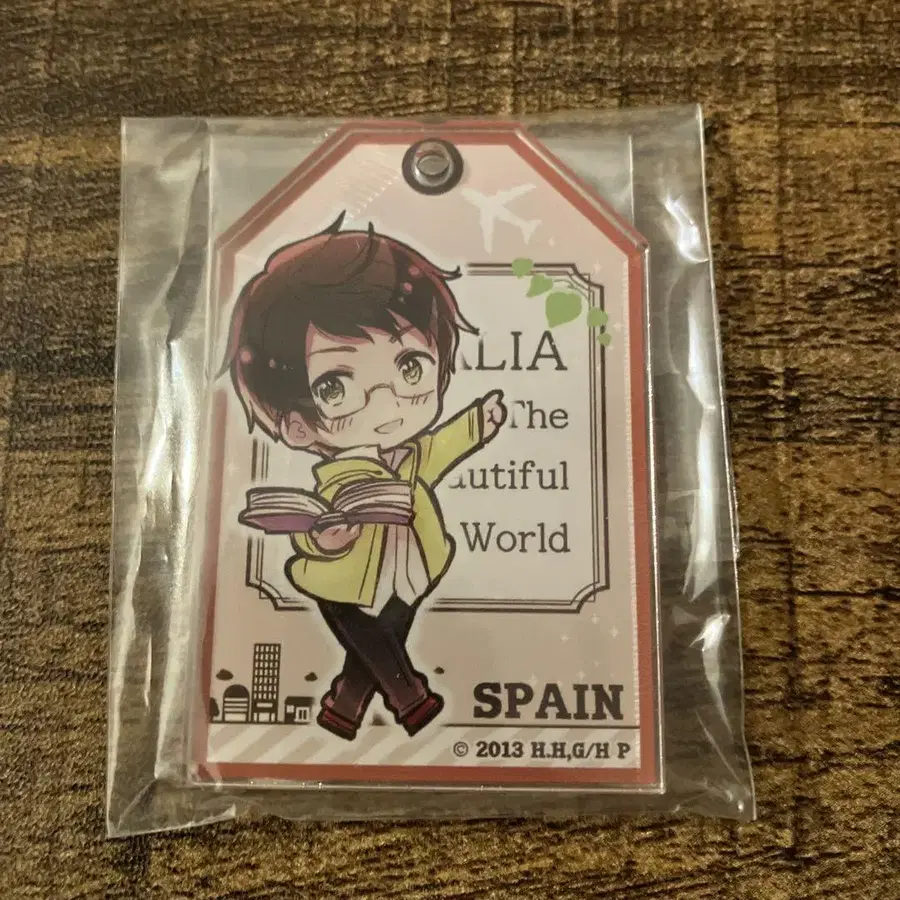 ALIA
The
autiful
World
SPAIN
© 2013 H.H,G/H P